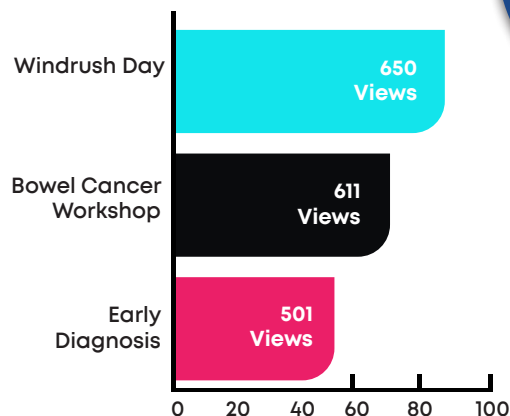 Windrush Day
650
Views
Bowel Cancer
Workshop
611
Views
Early
Diagnosis
501
Views
0 20 40 60 80 100